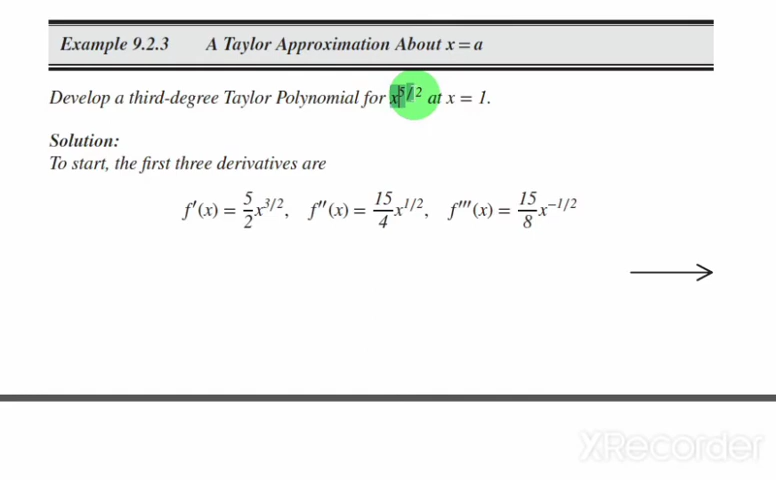 Example 9.2.3 A Taylor Approximation About x = a
Develop a third-degree Taylor Polynomial for x^5/2 at x = 1.
Solution:
To start, the first three derivatives are
f′(x) = 5/2 x^3/2, f″(x) = 15/4 x^1/2, f‴(x) = 15/8 x^−1/2
XRecorder